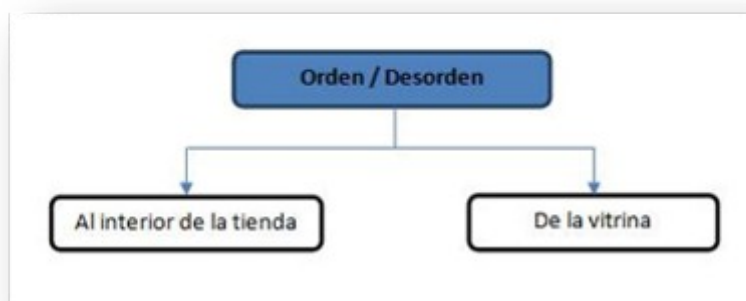 Orden / Desorden
Al interior de la tienda
De la vitrina